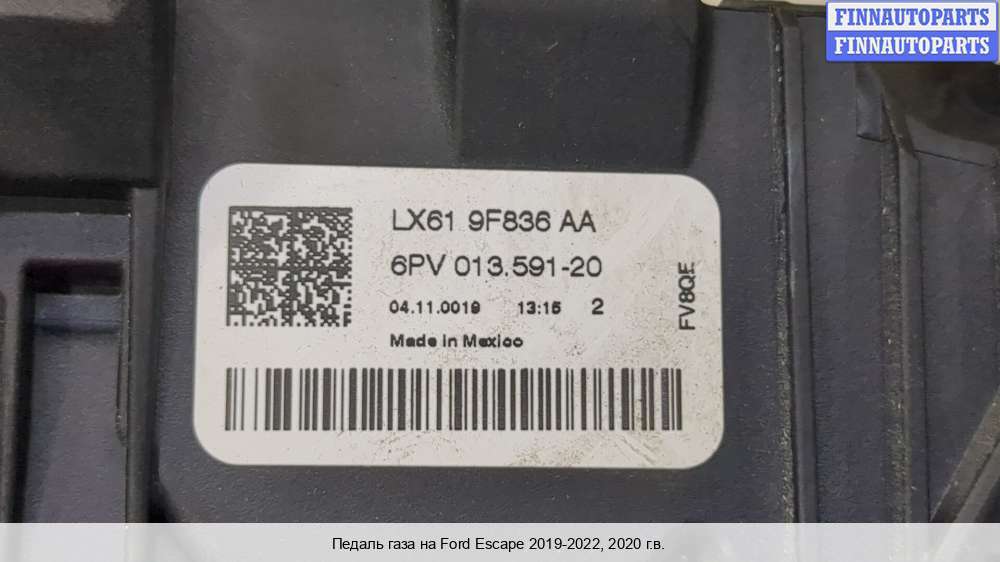 FINNAUTOPARTS
FINNAUTOPARTS
LX61 9F836 AA
6PV 013.591-20
04.11.0019 13:15 2
Made in Mexico
FV8QE
Педаль газа на Ford Escape 2019-2022, 2020 г.в.